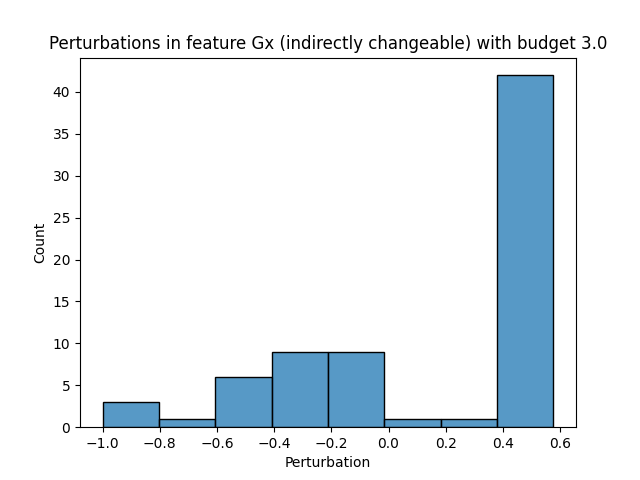 Perturbations in feature Gx (indirectly changeable) with budget 3.0
Count
40
35
30
25
20
15
10
5
0
−1.0 −0.8 −0.6 −0.4 −0.2 0.0 0.2 0.4 0.6
Perturbation